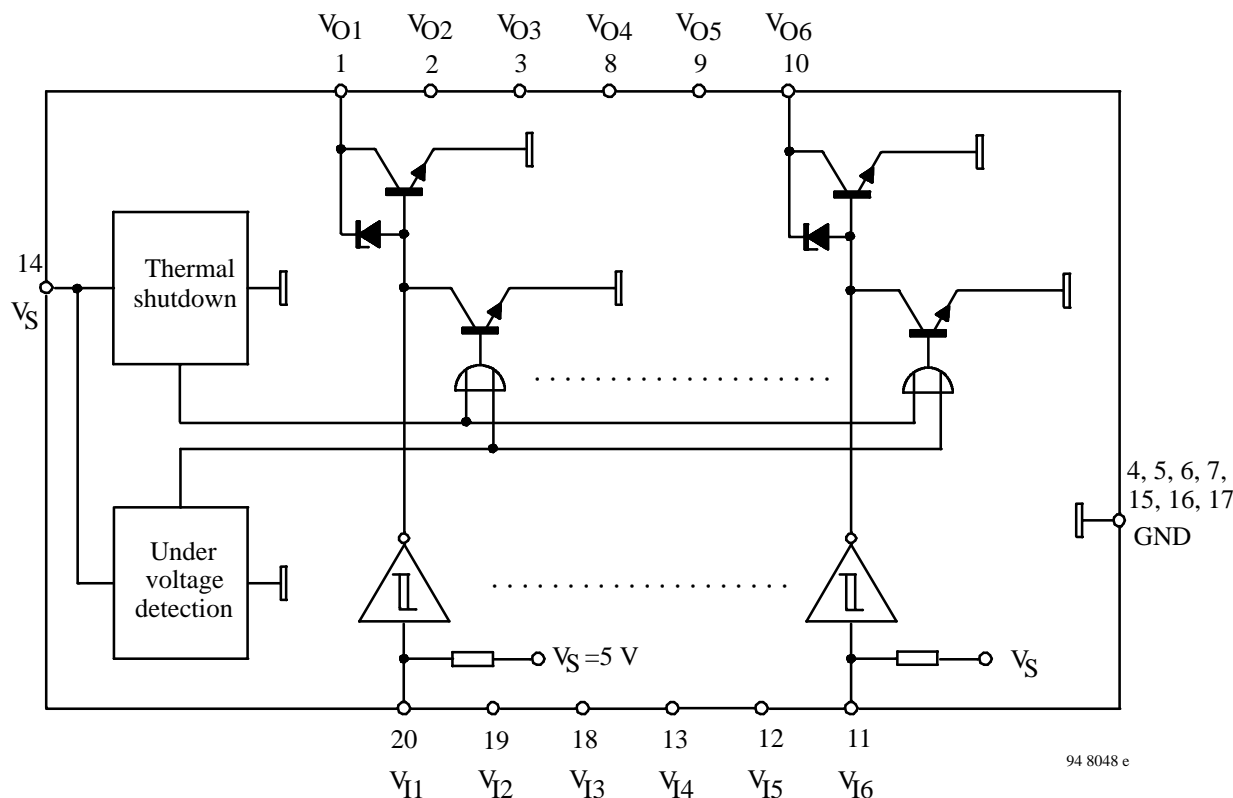 VO1 VO2 VO3 VO4 VO5 VO6
1 2 3 8 9 10
14
VS
Thermal
shutdown
4, 5, 6, 7,
15, 16, 17
GND
Under
voltage
detection
VS =5 V
VS
20 19 18 13 12 11
VI1 VI2 VI3 VI4 VI5 VI6
94 8048 e